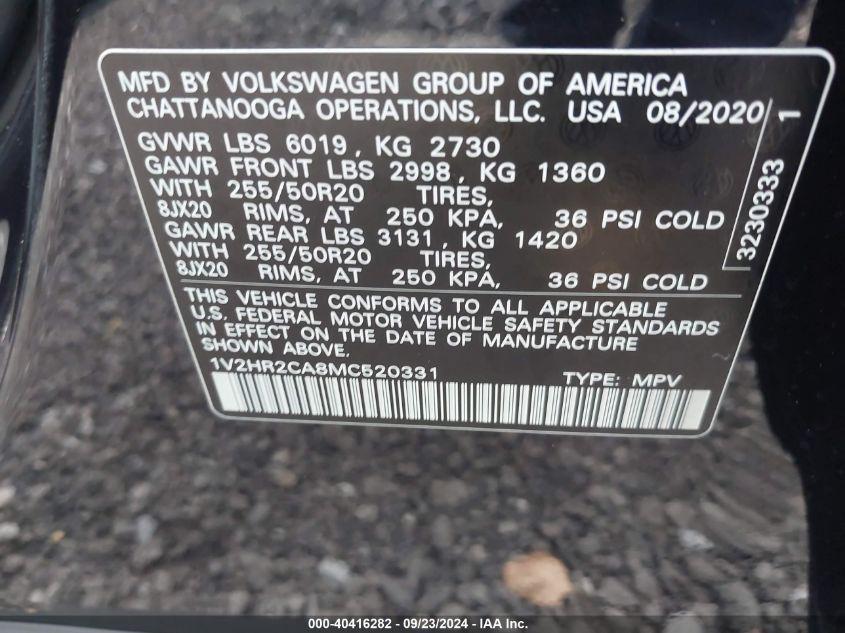 MFD BY VOLKSWAGEN GROUP OF AMERICA
CHATTANOOGA OPERATIONS, LLC. USA 08/2020
GVWR LBS 6019, KG 2730
GAWR FRONT LBS 2998, KG 1360
WITH 255/50R20 TIRES,
8JX20 RIMS, AT 250 KPA, 36 PSI COLD
GAWR REAR LBS 3131, KG 1420
WITH 255/50R20 TIRES,
8JX20 RIMS, AT 250 KPA, 36 PSI COLD
3230333
1
THIS VEHICLE CONFORMS TO ALL APPLICABLE
U.S. FEDERAL MOTOR VEHICLE SAFETY STANDARDS
IN EFFECT ON THE DATE OF MANUFACTURE
SHOWN ABOVE.
1V2HR2CA8MC520331 TYPE: MPV
000-40416282 - 09/23/2024 - IAA, Inc.